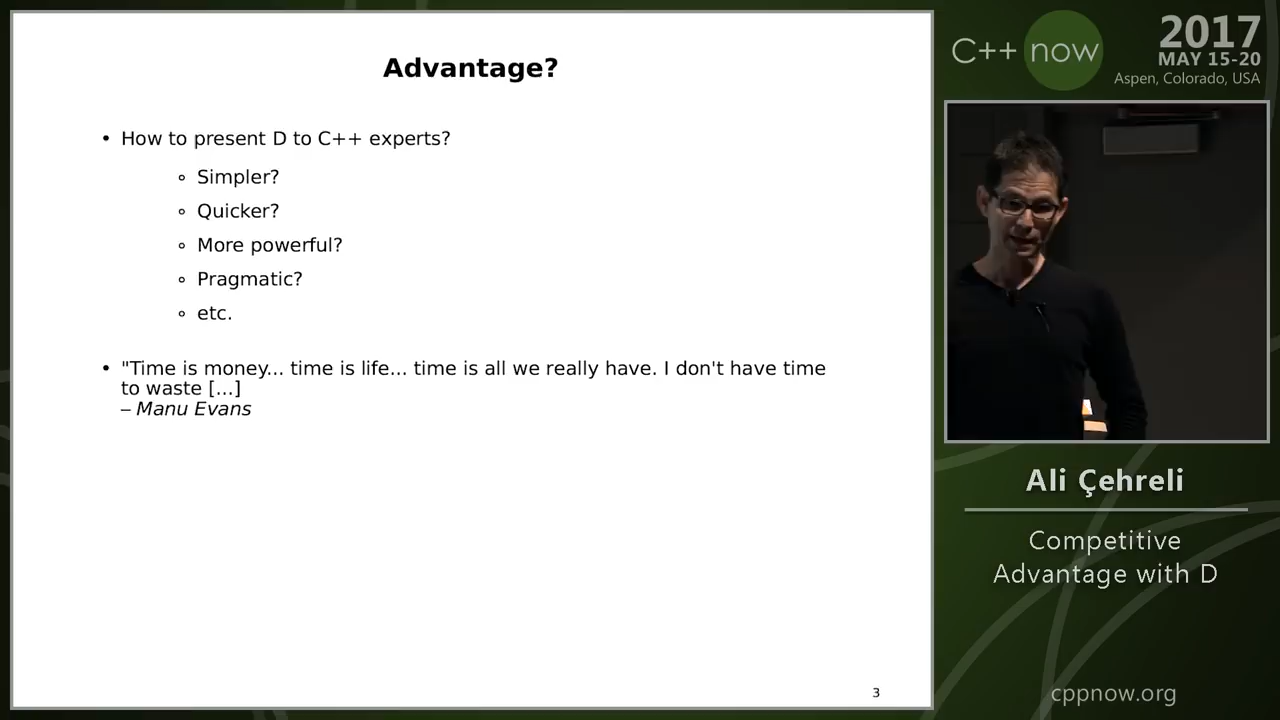 Advantage?
• How to present D to C++ experts?
◦ Simpler?
◦ Quicker?
◦ More powerful?
◦ Pragmatic?
◦ etc.
• "Time is money... time is life... time is all we really have. I don't have time
to waste [...]
– Manu Evans
3
C++ now
2017
MAY 15-20
Aspen, Colorado, USA
Ali Çehreli
Competitive
Advantage with D
cppnow.org